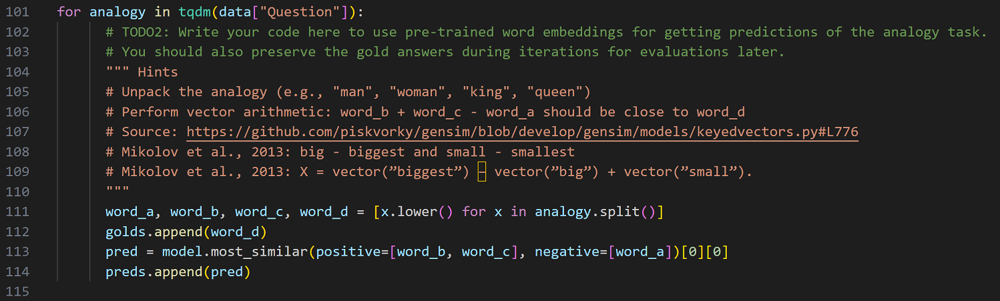 101 for analogy in tqdm(data["Question"]):
102 # TODO2: Write your code here to use pre-trained word embeddings for getting predictions of the analogy task.
103 # You should also preserve the gold answers during iterations for evaluations later.
104 """ Hints
105 # Unpack the analogy (e.g., "man", "woman", "king", "queen")
106 # Perform vector arithmetic: word_b + word_c - word_a should be close to word_d
107 # Source: https://github.com/piskvorky/gensim/blob/develop/gensim/models/keyedvectors.py#L776
108 # Mikolov et al., 2013: big - biggest and small - smallest
109 # Mikolov et al., 2013: X = vector(”biggest”) − vector(”big”) + vector(”small”).
110 """
111 word_a, word_b, word_c, word_d = [x.lower() for x in analogy.split()]
112 golds.append(word_d)
113 pred = model.most_similar(positive=[word_b, word_c], negative=[word_a])[0][0]
114 preds.append(pred)
115